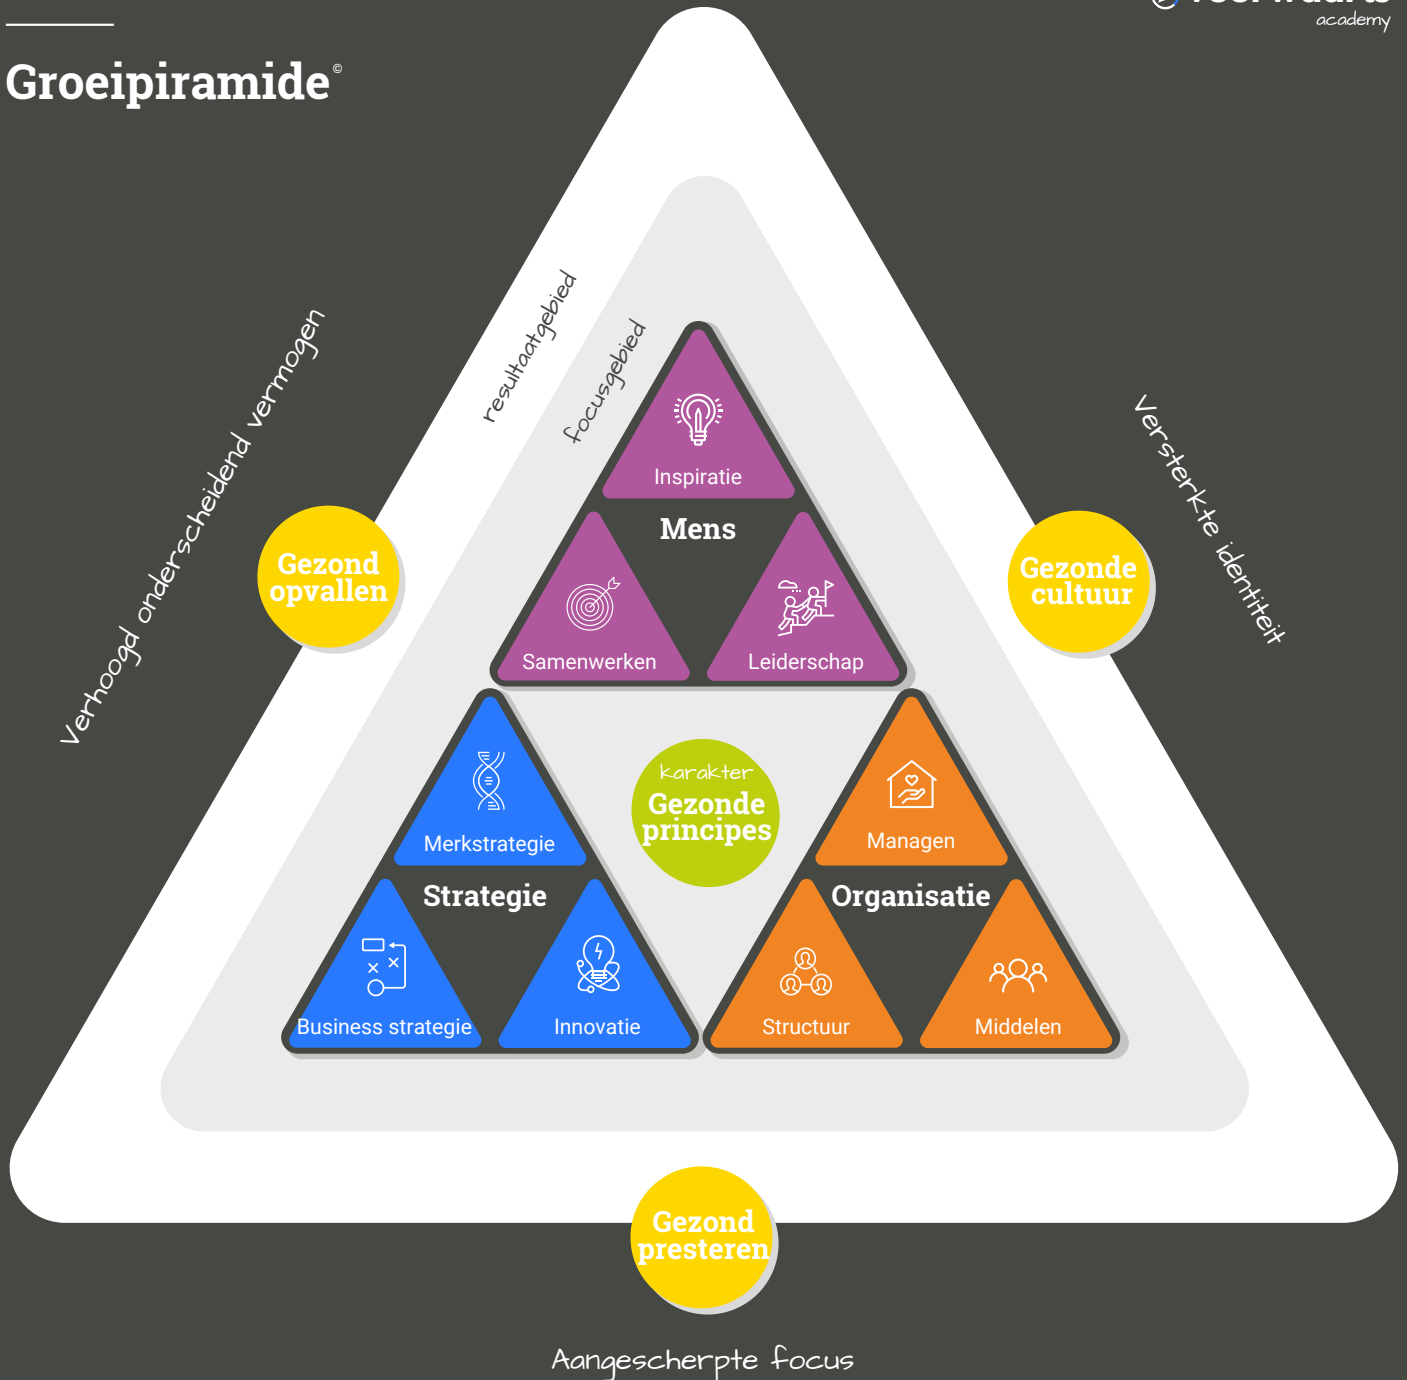 academy
Groeipiramide©
resultaatgebied
focusgebied
Verhoogd onderscheidend vermogen
Versterkte identiteit
Inspiratie
Mens
Samenwerken
Leiderschap
Gezond
opvallen
Gezonde
cultuur
karakter
Gezonde
principes
Merkstrategie
Strategie
Business strategie
Innovatie
Managen
Organisatie
Structuur
Middelen
Gezond
presteren
Aangescherpte focus